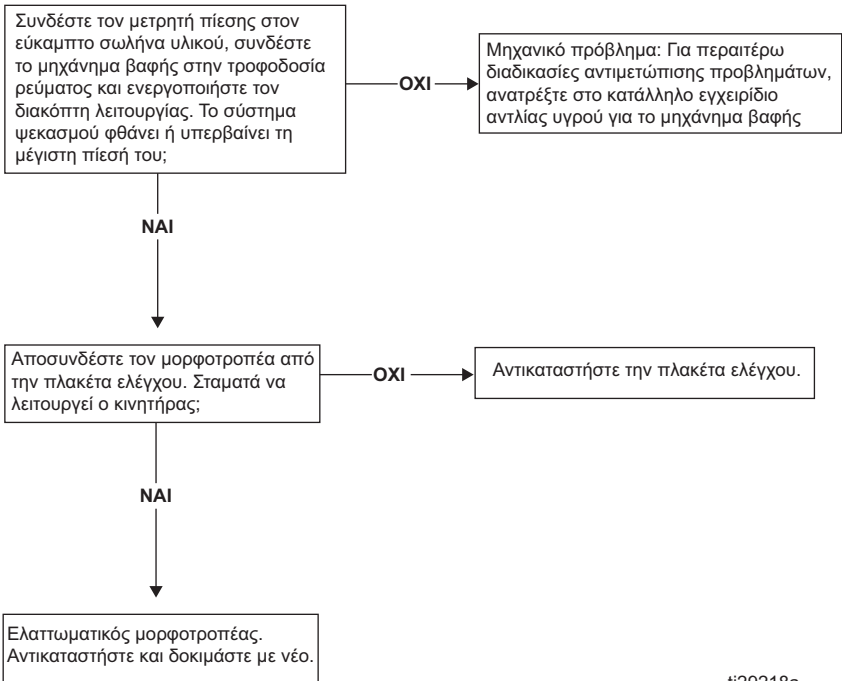 Συνδέστε τον μετρητή πίεσης στον
εύκαμπτο σωλήνα υλικού, συνδέστε
το μηχάνημα βαφής στην τροφοδοσία
ρεύματος και ενεργοποιήστε τον
διακόπτη λειτουργίας. Το σύστημα
ψεκασμού φθάνει ή υπερβαίνει τη
μέγιστη πίεσή του;
ΟΧΙ
Μηχανικό πρόβλημα: Για περαιτέρω
διαδικασίες αντιμετώπισης προβλημάτων,
ανατρέξτε στο κατάλληλο εγχειρίδιο
αντλίας υγρού για το μηχάνημα βαφής
ΝΑΙ
Αποσυνδέστε τον μορφοτροπέα από
την πλακέτα ελέγχου. Σταματά να
λειτουργεί ο κινητήρας;
ΟΧΙ
Αντικαταστήστε την πλακέτα ελέγχου.
ΝΑΙ
Ελαττωματικός μορφοτροπέας.
Αντικαταστήστε και δοκιμάστε με νέο.